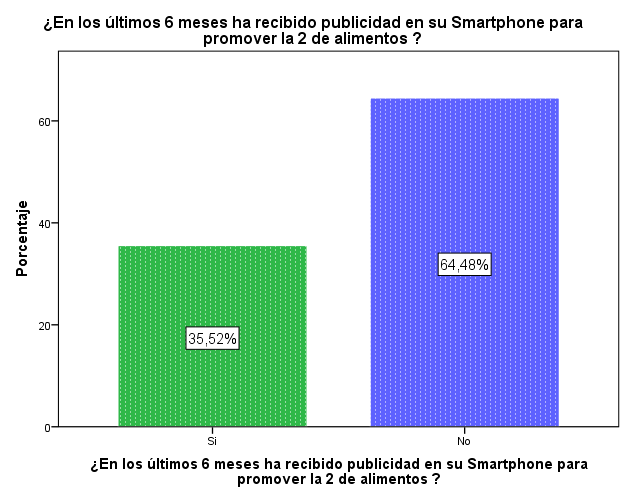 ¿En los últimos 6 meses ha recibido publicidad en su Smartphone para
promover la 2 de alimentos ?
Porcentaje
60
40
20
0
35,52%
64,48%
Si
No
¿En los últimos 6 meses ha recibido publicidad en su Smartphone para
promover la 2 de alimentos ?